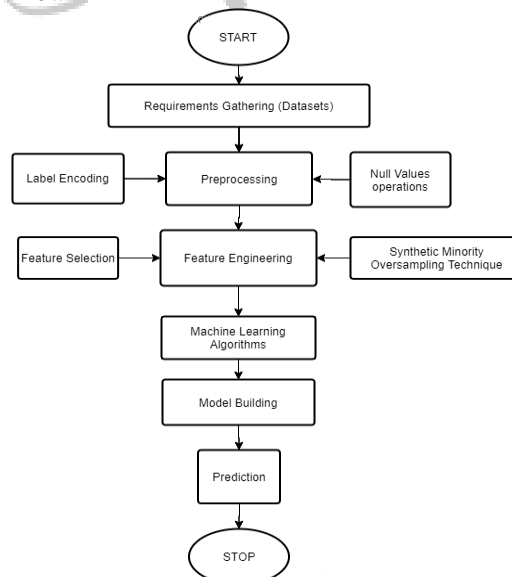 START
Requirements Gathering (Datasets)
Label Encoding
Preprocessing
Null Values
operations
Feature Selection
Feature Engineering
Synthetic Minority
Oversampling Technique
Machine Learning
Algorithms
Model Building
Prediction
STOP